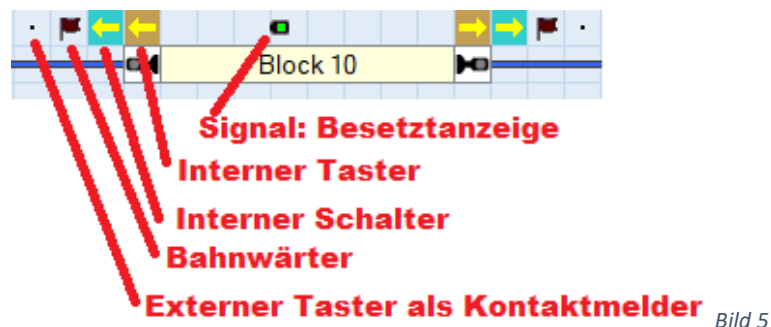 Block 10
Signal: Besetztanzeige
Interner Taster
Interner Schalter
Bahnwärter
Externer Taster als Kontaktmelder
Bild 5